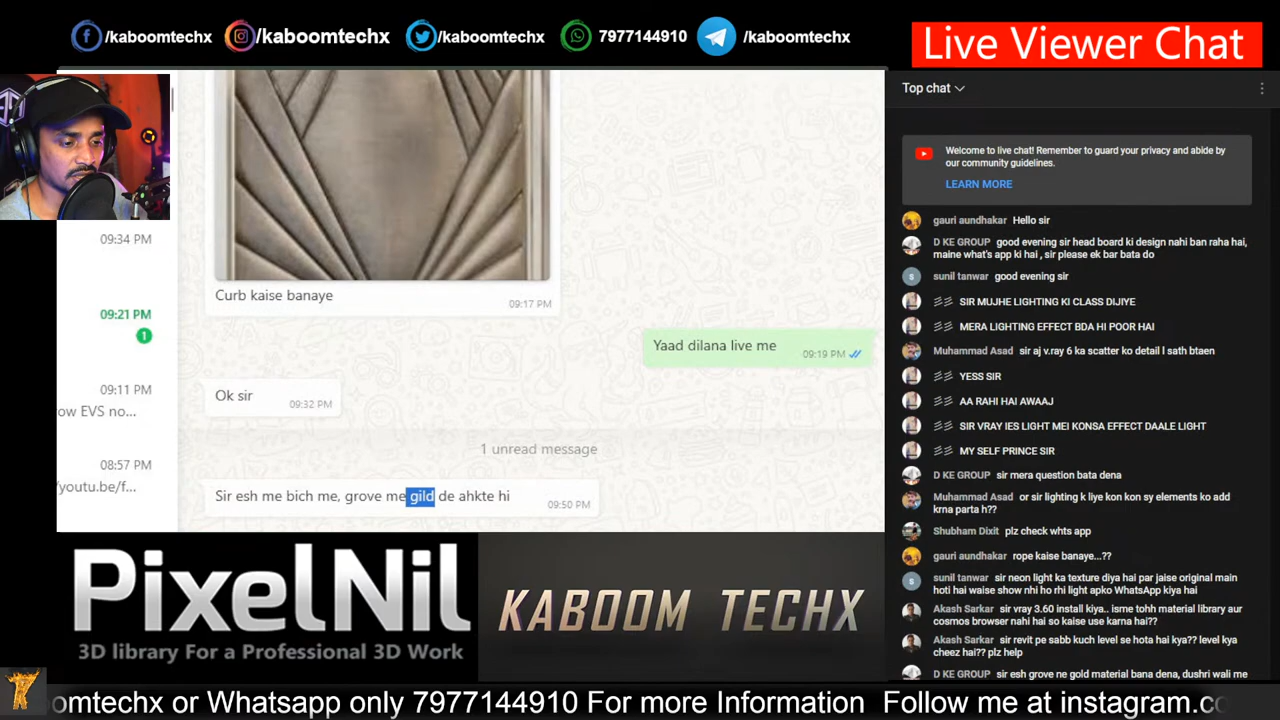 /kaboomtechx
/kaboomtechx
/kaboomtechx
7977144910
/kaboomtechx
Live Viewer Chat
09:34 PM
09:21 PM
1
09:11 PM
ow EVS no...
08:57 PM
/youtu.be/f...
Curb kaise banaye
09:17 PM
Yaad dilana live me
09:19 PM
Ok sir
09:32 PM
1 unread message
Sir esh me bich me, grove me gild de ahkte hi
09:50 PM
Top chat
Welcome to live chat! Remember to guard your privacy and abide by
our community guidelines.
LEARN MORE
gauri aundhakar Hello sir
D KE GROUP good evening sir head board ki design nahi ban raha hai,
maine what's app ki hai , sir please ek bar bata do
S sunil tanwar good evening sir
彡彡 SIR MUJHE LIGHTING KI CLASS DIJIYE
彡彡 MERA LIGHTING EFFECT BDA HI POOR HAI
Muhammad Asad sir aj v.ray 6 ka scatter ko detail l sath btaen
彡彡 YESS SIR
彡彡 AA RAHI HAI AWAAJ
彡彡 SIR VRAY IES LIGHT MEI KONSA EFFECT DAALE LIGHT
彡彡 MY SELF PRINCE SIR
D KE GROUP sir mera question bata dena
Muhammad Asad or sir lighting k liye kon kon sy elements ko add
krna parta h??
Shubham Dixit plz check whts app
gauri aundhakar rope kaise banaye...??
S sunil tanwar sir neon light ka texture diya hai par jaise original main
hoti hai waise show nhi ho rhi light apko WhatsApp kiya hai
Akash Sarkar sir vray 3.60 install kiya.. isme tohh material library aur
cosmos browser nahi hai so kaise use karna hai??
Akash Sarkar sir revit pe sabb kuch level se hota hai kya?? level kya
cheez hai?? plz help
D KE GROUP sir esh grove ne gold material bana dena, dushri wali me
PixelNil
3D library For a Professional 3D Work
KABOOM TECHX
oomtechx or Whatsapp only 7977144910 For more Information Follow me at instagram.c